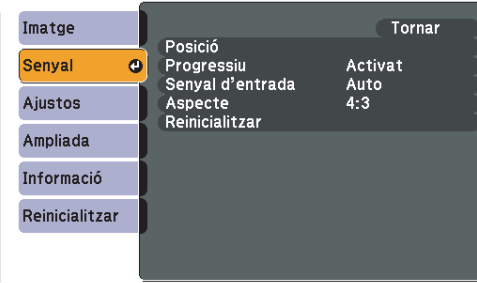 Imatge
Senyal
Ajustos
Ampliada
Informació
Reinicialitzar
Tornar
Posició
Progressiu Activat
Senyal d'entrada Auto
Aspecte 4:3
Reinicialitzar